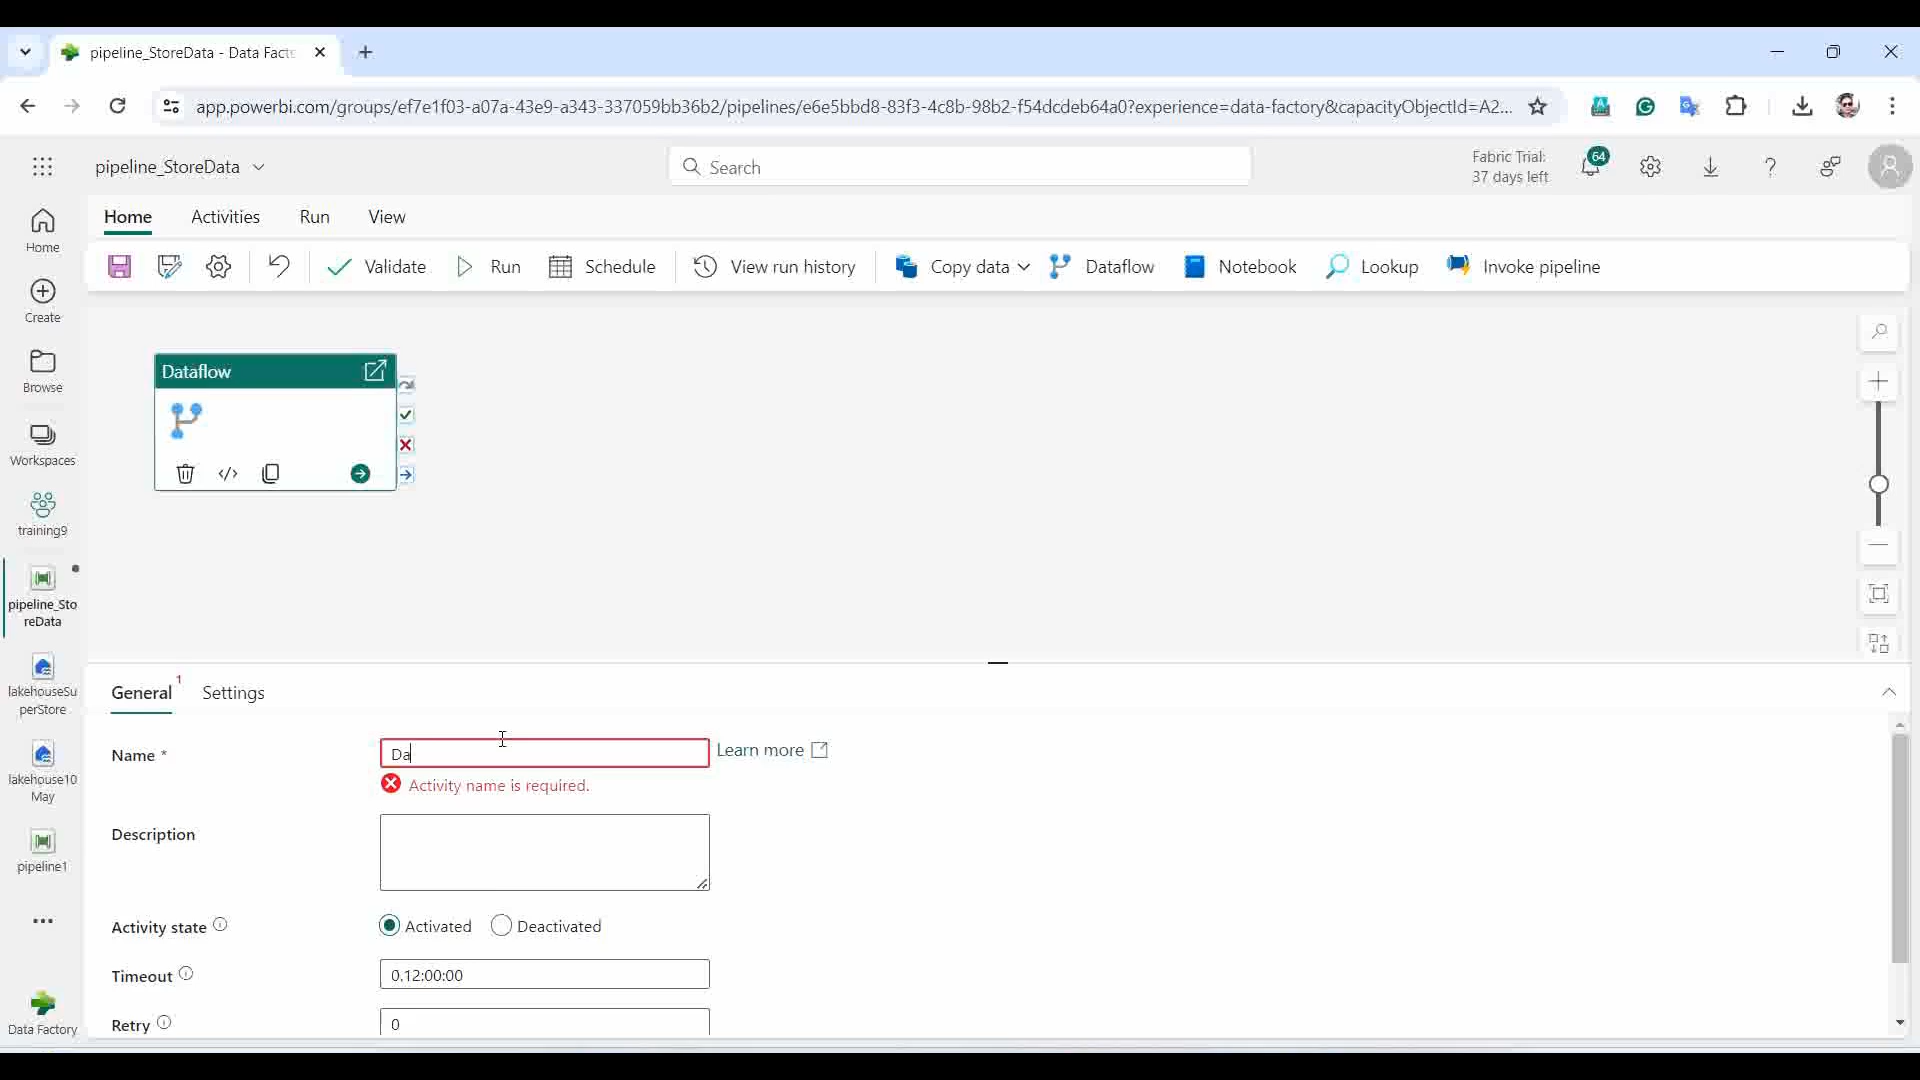 pipeline_StoreData - Data Facto
app.powerbi.com/groups/ef7e1f03-a07a-43e9-a343-337059bb36b2/pipelines/e6e5bbd8-83f3-4c8b-98b2-f54dcdeb64a0?experience=data-factory&capacityObjectId=A2...
pipeline_StoreData
Search
Fabric Trial:
37 days left
64
?
Home
Activities
Run
View
Validate
Run
Schedule
View run history
Copy data
Dataflow
Notebook
Lookup
Invoke pipeline
Home
Create
Browse
Workspaces
training9
pipeline_Sto
reData
lakehouseSu
perStore
lakehouse10
May
pipeline1
Data Factory
Dataflow
General 1
Settings
Name *
Da
Learn more
Activity name is required.
Description
Activity state
Activated
Deactivated
Timeout
0.12:00:00
Retry
0